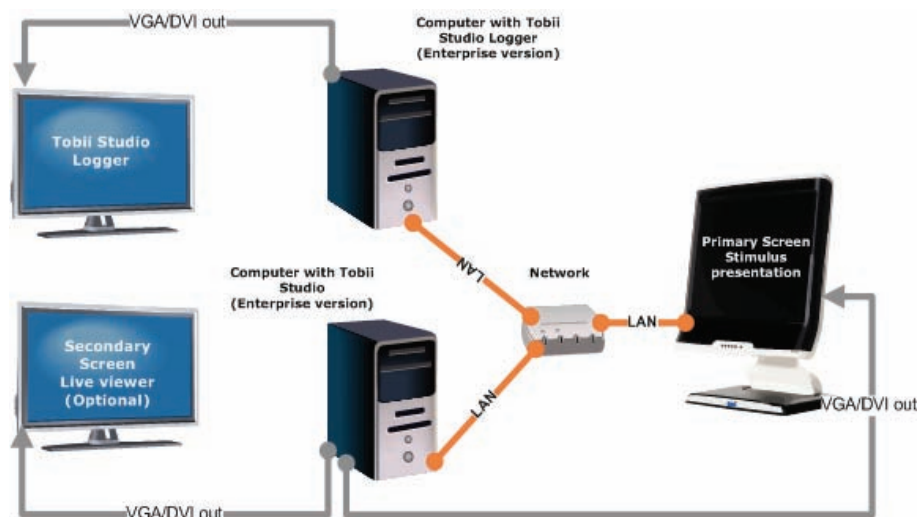 VGA/DVI out
Computer with Tobii
Studio Logger
(Enterprise version)
Tobii Studio
Logger
LAN
Network
Primary Screen
Stimulus
presentation
Computer with Tobii
Studio
(Enterprise version)
LAN
Secondary
Screen
Live viewer
(Optional)
LAN
VGA/DVI out
VGA/DVI out